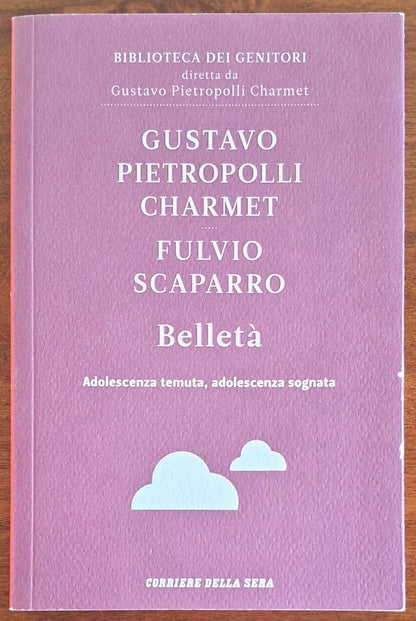 BIBLIOTECA DEI GENITORI
diretta da
Gustavo Pietropolli Charmet
GUSTAVO
PIETROPOLLI
CHARMET
FULVIO
SCAPARRO
Belletà
Adolescenza temuta, adolescenza sognata
CORRIERE DELLA SERA